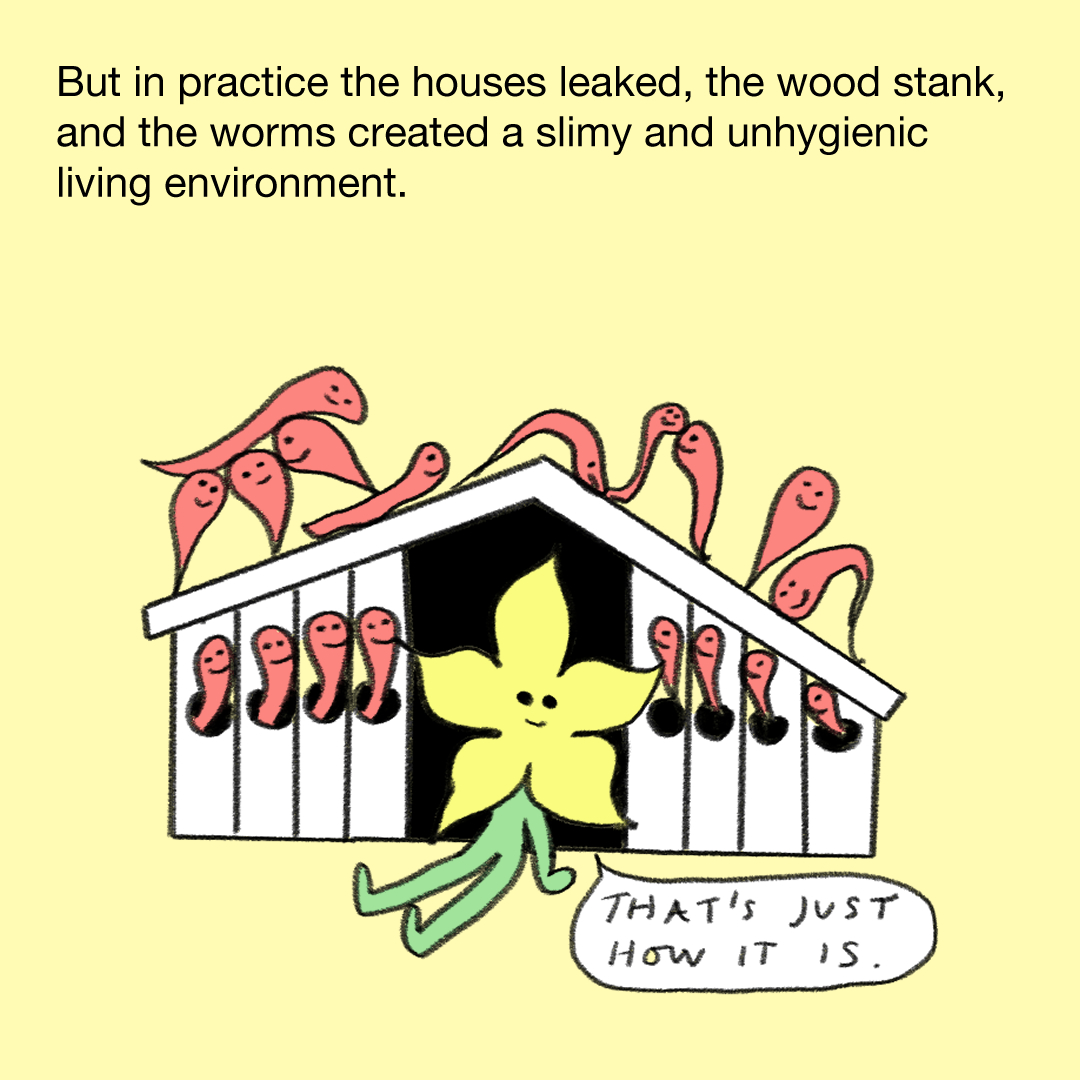 But in practice the houses leaked, the wood stank,
and the worms created a slimy and unhygienic
living environment.
THAT'S JUST
HOW IT IS.